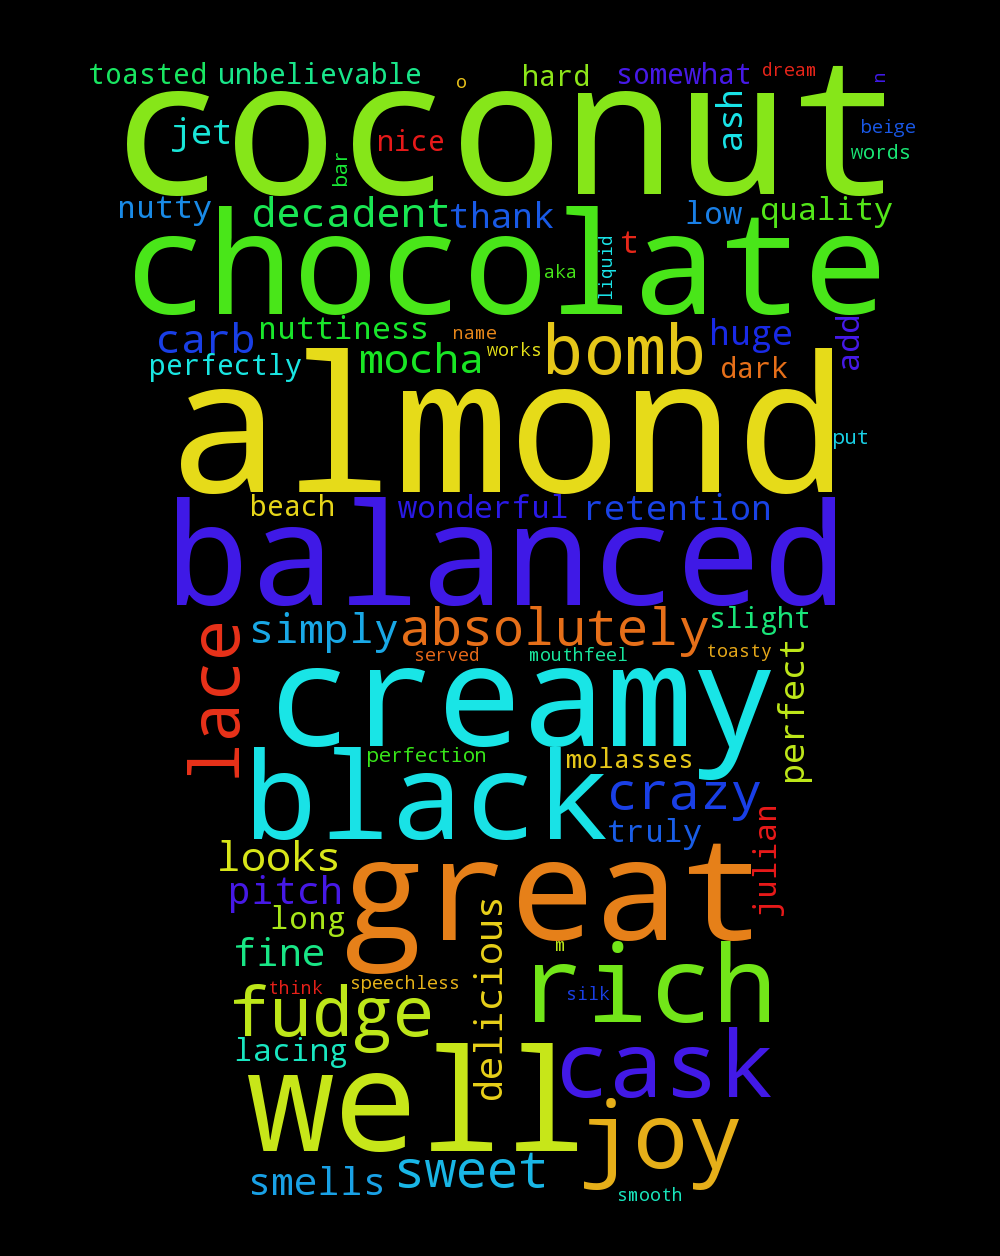 toasted unbelievable o hard somewhat dream n
coconut
jet nice bar ash beige words
nutty decadent thank low quality
chocolate
aka liquid t
carb nuttiness name works bomb huge add
perfectly mocha dark
almond
put
beach wonderful retention
balanced
lace simply absolutely slight
served mouthfeel toasty
creamy perfect
perfection molasses
black crazy
truly
looks julian
great
pitch
long delicious
fine m
rich
think speechless silk
fudge
lacing cask
well
joy
smells sweet
smooth